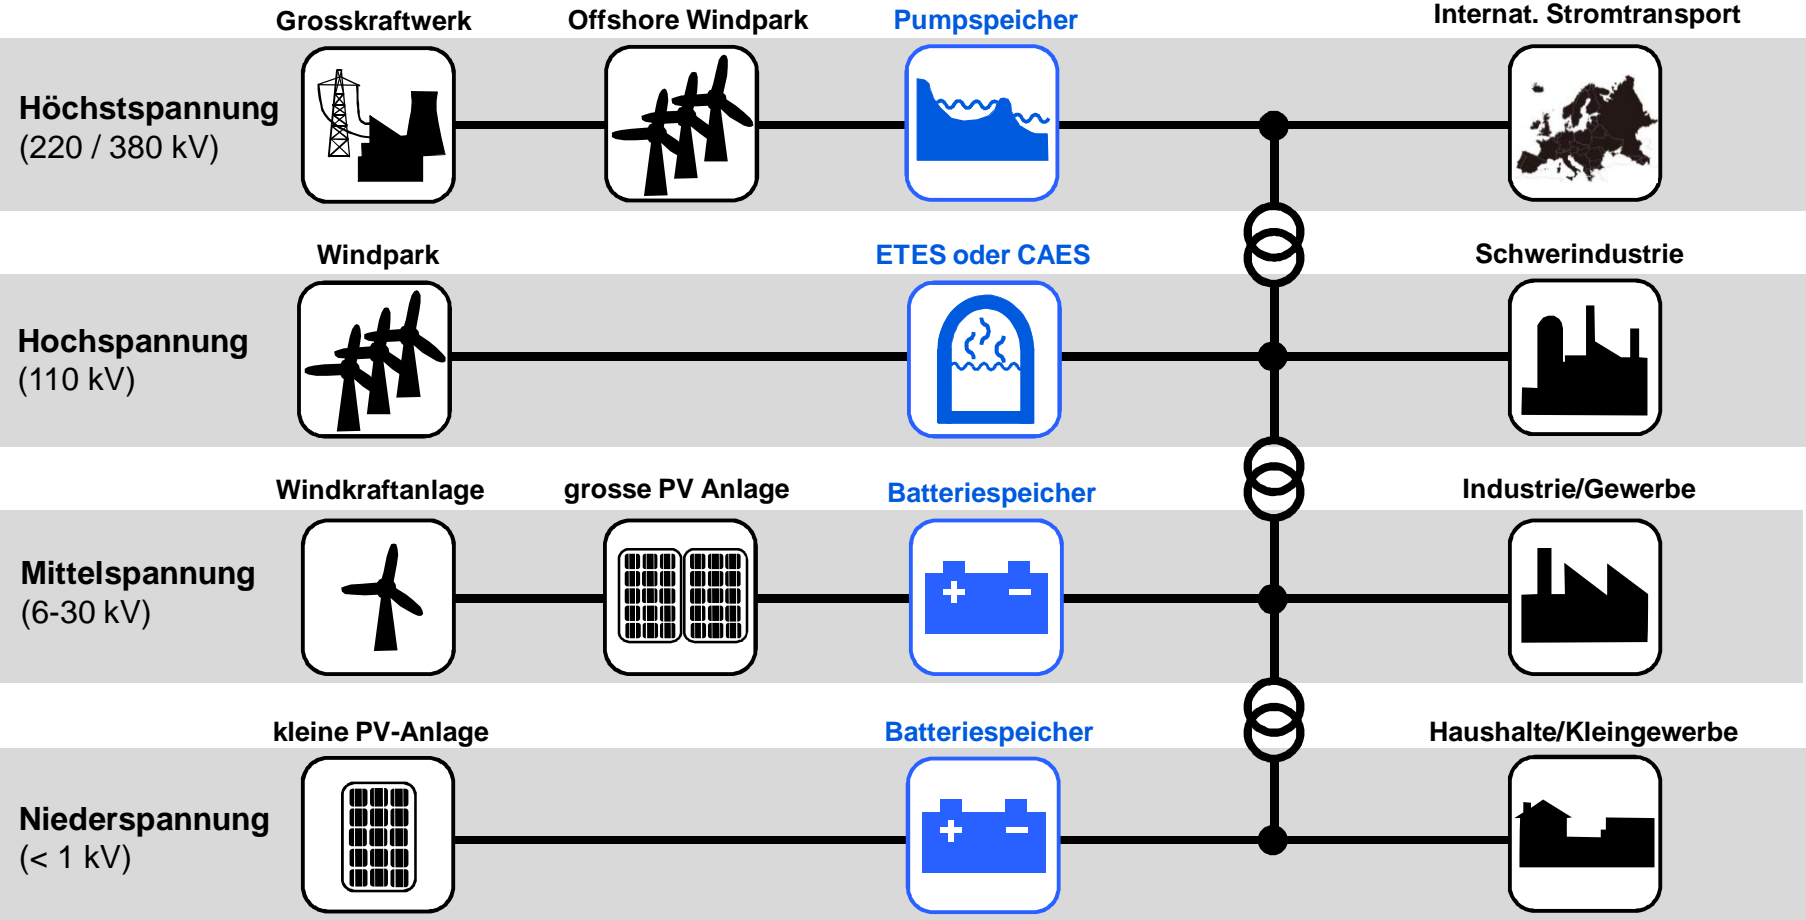 Grosskraftwerk
Offshore Windpark
Pumpspeicher
Internat. Stromtransport
Höchstspannung
(220 / 380 kV)
Windpark
ETES oder CAES
Schwerindustrie
Hochspannung
(110 kV)
Windkraftanlage
grosse PV Anlage
Batteriespeicher
Industrie/Gewerbe
Mittelspannung
(6-30 kV)
+ −
kleine PV-Anlage
Batteriespeicher
Haushalte/Kleingewerbe
Niederspannung
(< 1 kV)
+ −